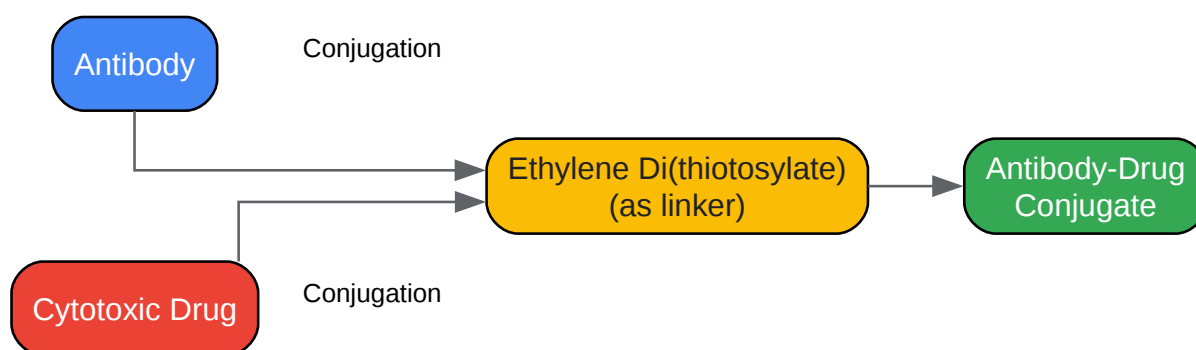 Antibody
Conjugation
Ethylene Di(thiotosylate)
(as linker)
Antibody-Drug
Conjugate
Cytotoxic Drug
Conjugation